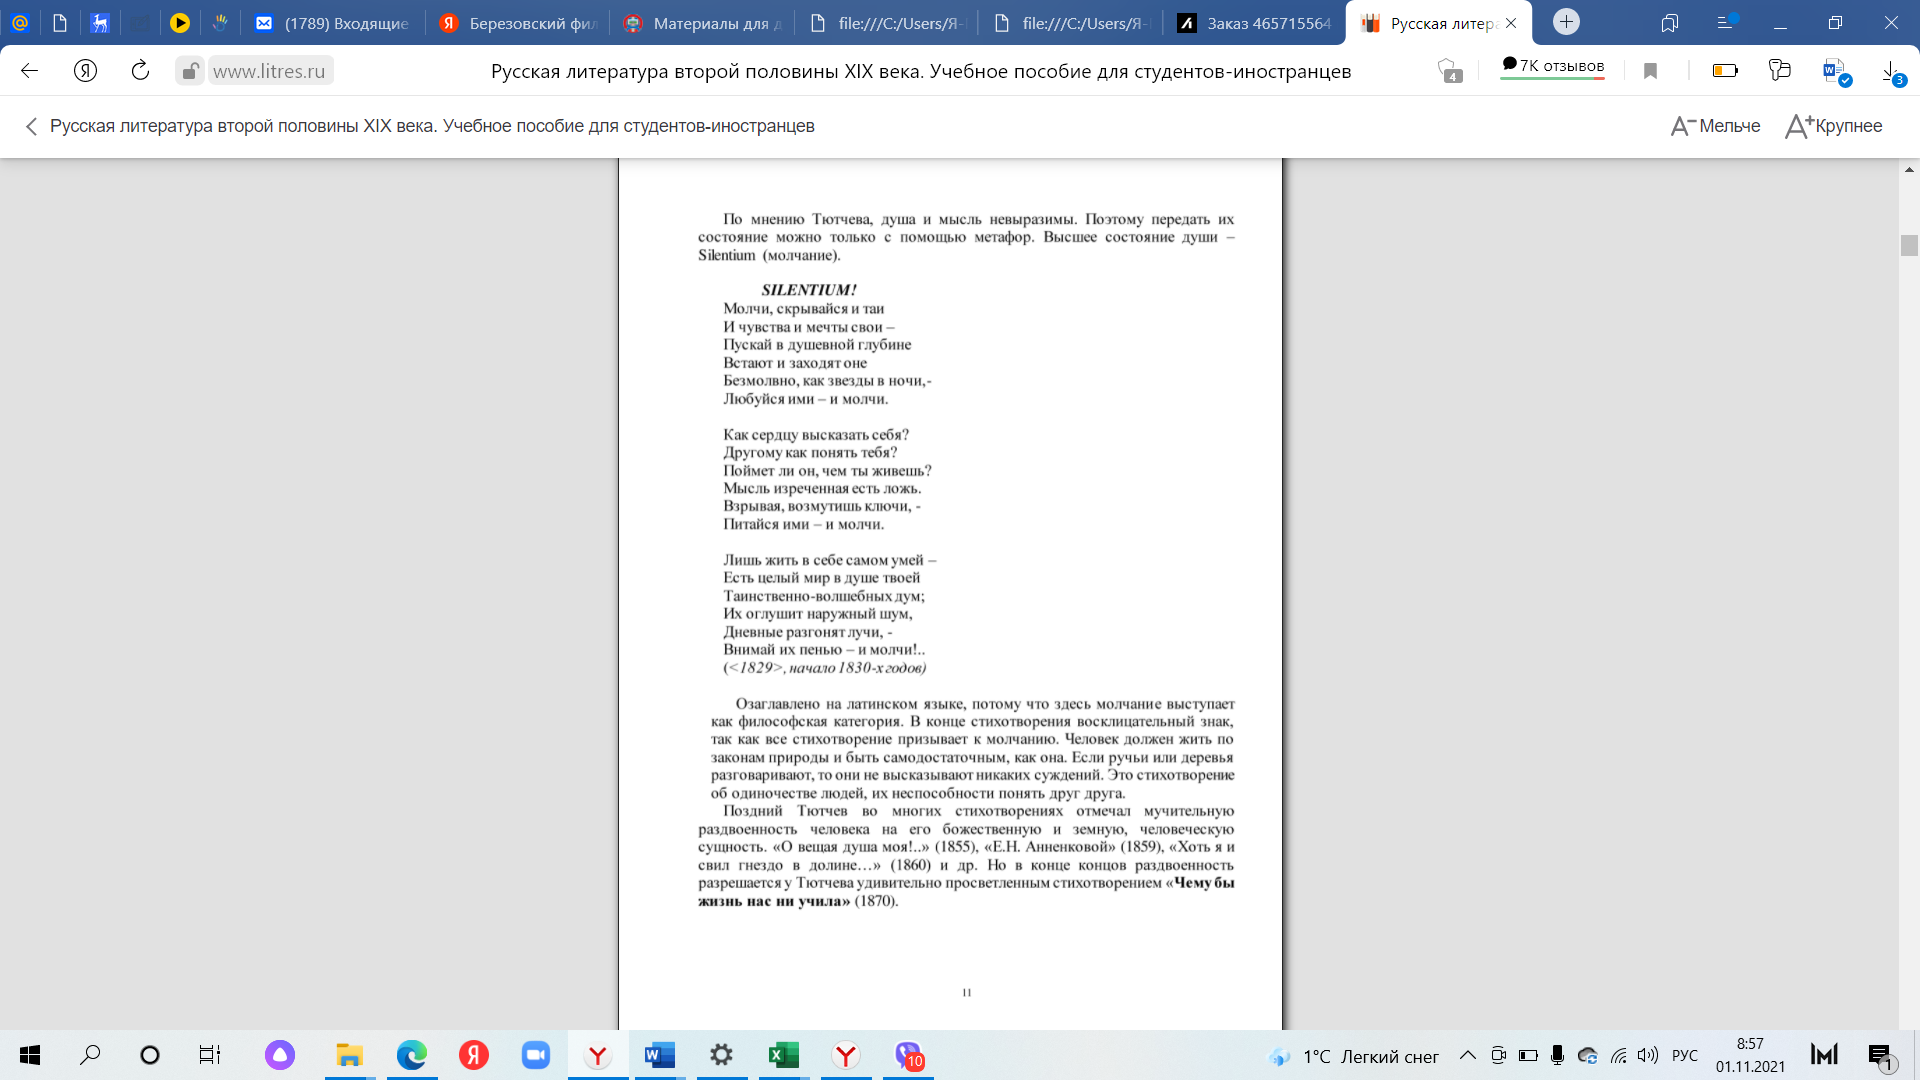 (1789) Входящие
Березовский фил
Материалы для д
file:///C:/Users/Я-
file:///C:/Users/Я-
Заказ 465715564
Русская литера
www.litres.ru
Русская литература второй половины XIX века. Учебное пособие для студентов-иностранцев
4
7К отзывов
3
Русская литература второй половины XIX века. Учебное пособие для студентов-иностранцев
Мельче
Крупнее
По мнению Тютчева, душа и мысль невыразимы. Поэтому передать их
состояние можно только с помощью метафор. Высшее состояние души –
Silentium (молчание).
SILENTIUM!
Молчи, скрывайся и таи
И чувства и мечты свои –
Пускай в душевной глубине
Встают и заходят оне
Безмолвно, как звезды в ночи,-
Любуйся ими – и молчи.
Как сердцу высказать себя?
Другому как понять тебя?
Поймет ли он, чем ты живешь?
Мысль изреченная есть ложь.
Взрывая, возмутишь ключи, -
Питайся ими – и молчи.
Лишь жить в себе самом умей –
Есть целый мир в душе твоей
Таинственно-волшебных дум;
Их оглушит наружный шум,
Дневные разгонят лучи, -
Внимай их пенью – и молчи!..
(<1829>, начало 1830-х годов)
Озаглавлено на латинском языке, потому что здесь молчание выступает
как философская категория. В конце стихотворения восклицательный знак,
так как все стихотворение призывает к молчанию. Человек должен жить по
законам природы и быть самодостаточным, как она. Если ручьи или деревья
разговаривают, то они не высказывают никаких суждений. Это стихотворение
об одиночестве людей, их неспособности понять друг друга.
Поздний Тютчев во многих стихотворениях отмечал мучительную
раздвоенность человека на его божественную и земную, человеческую
сущность. «О вещая душа моя!..» (1855), «Е.Н. Анненковой» (1859), «Хоть я и
свил гнездо в долине…» (1860) и др. Но в конце концов раздвоенность
разрешается у Тютчева удивительно просветленным стихотворением «Чему бы
жизнь нас ни учила» (1870).
11
10
1°C Легкий снег
РУС
8:57
01.11.2021
1